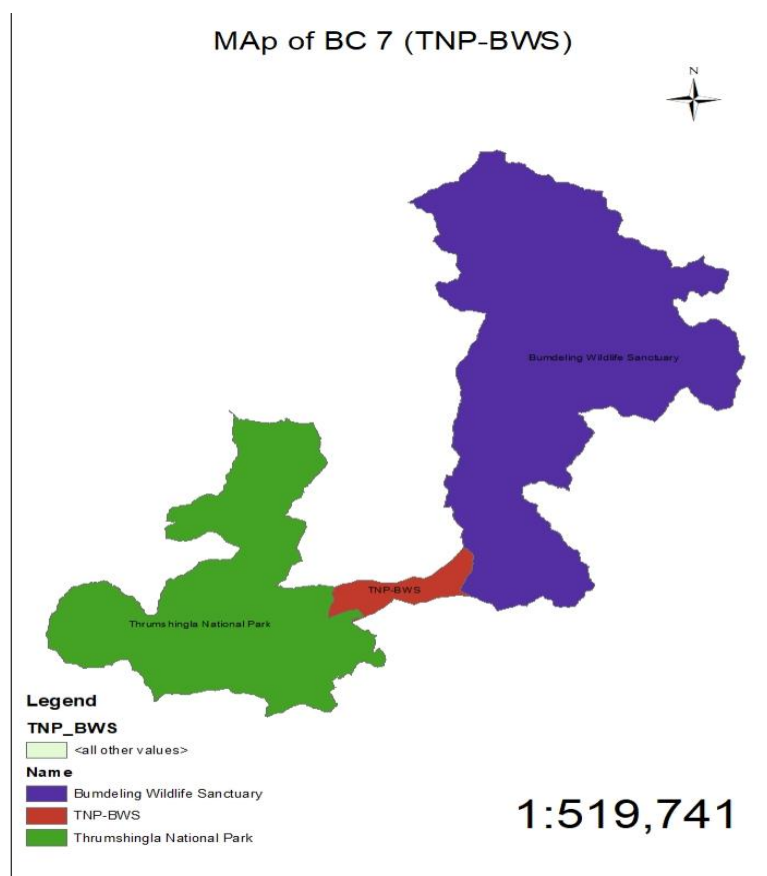 MAp of BC 7 (TNP-BWS)
N
Bumdeling Wildlife Sanctuary
TNP-BWS
Thrumshingla National Park
Legend
TNP_BWS
<all other values>
Name
Bumdeling Wildlife Sanctuary
TNP-BWS
Thrumshingla National Park
1:519,741